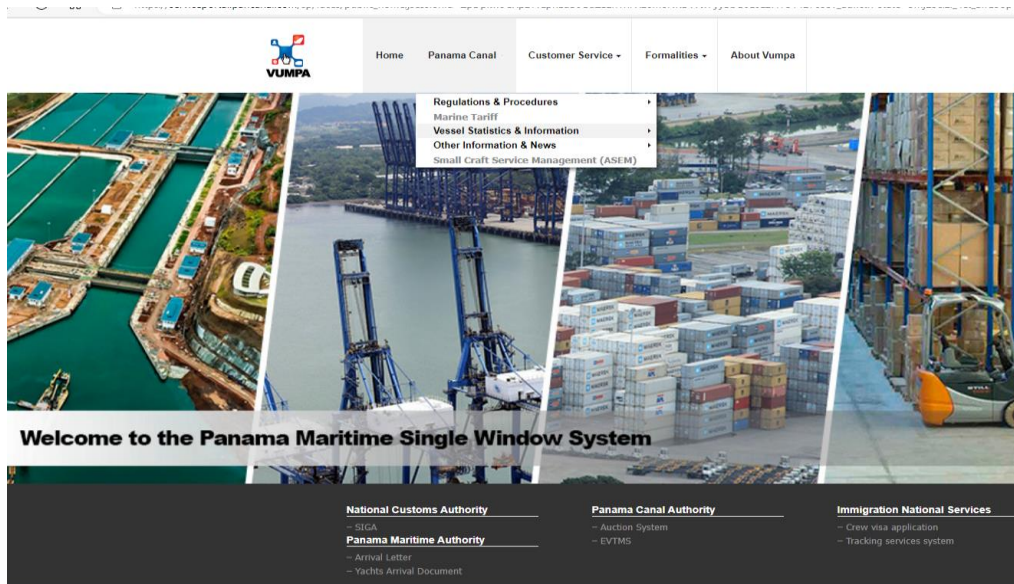 Home Panama Canal Customer Service Formalities About Vumpa
VUMPA
Regulations & Procedures
Marine Tariff
Vessel Statistics & Information
Other Information & News
Small Craft Service Management (ASEM)
Welcome to the Panama Maritime Single Window System
National Customs Authority
– SIGA
Panama Maritime Authority
– Arrival Letter
– Yachts Arrival Document
Panama Canal Authority
– Auction System
– EVTMS
Immigration National Services
– Crew visa application
– Tracking services system
STILL